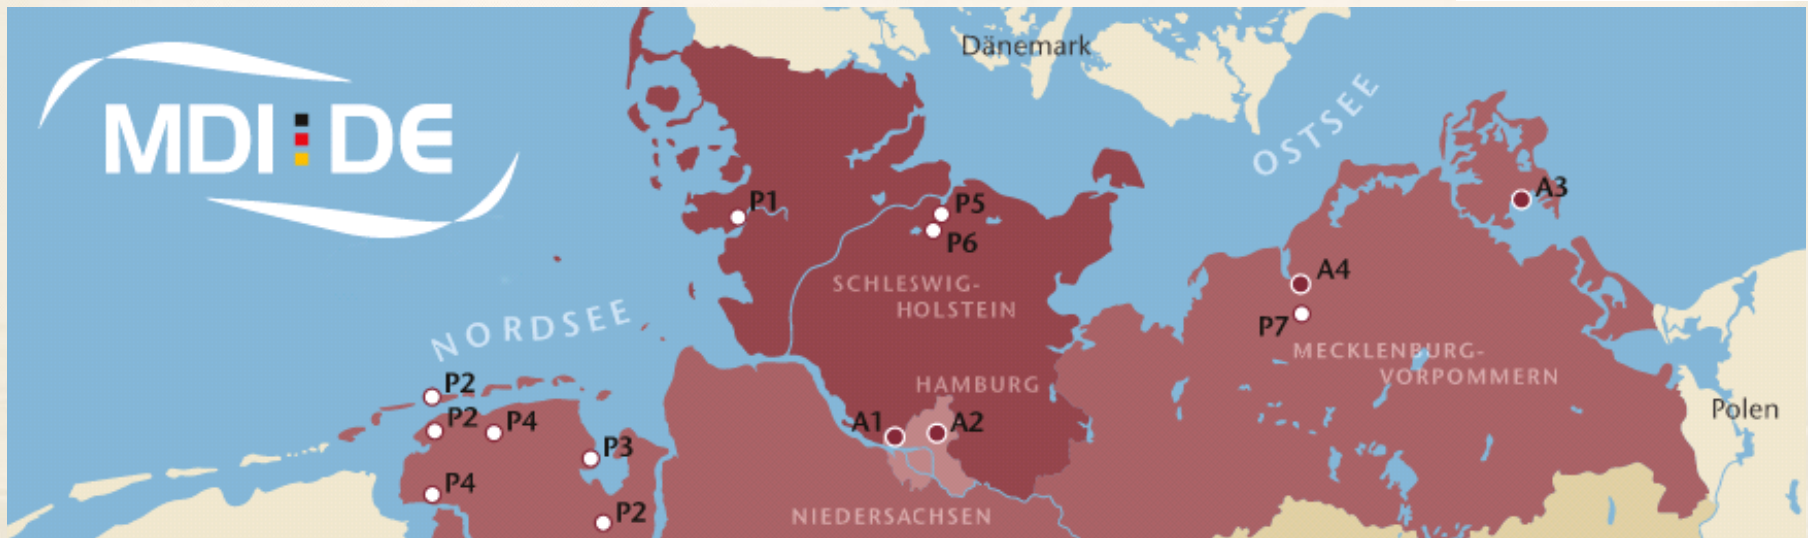 MDI:DE
Dänemark
OSTSEE
P1
P5
P6
A3
A4
P7
SCHLESWIG-
HOLSTEIN
NORDSEE
MECKLENBURG-
VORPOMMERN
HAMBURG
P2
P2
P4
A1
A2
Polen
P3
P4
P2
NIEDERSACHSEN